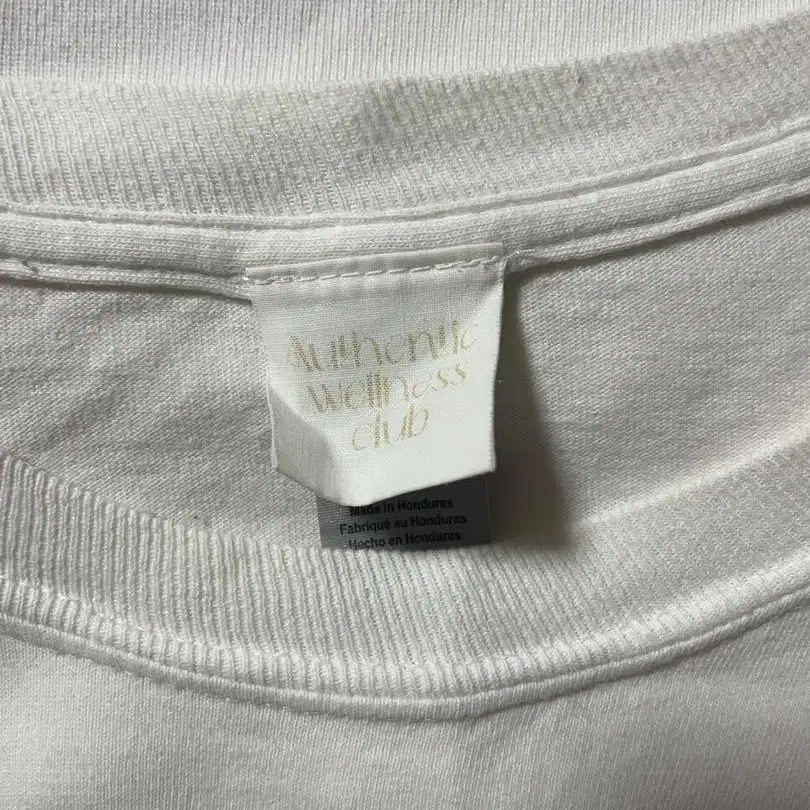 Authentic
wellness
club
Made in Honduras
Fabriqué au Honduras
Hecho en Honduras